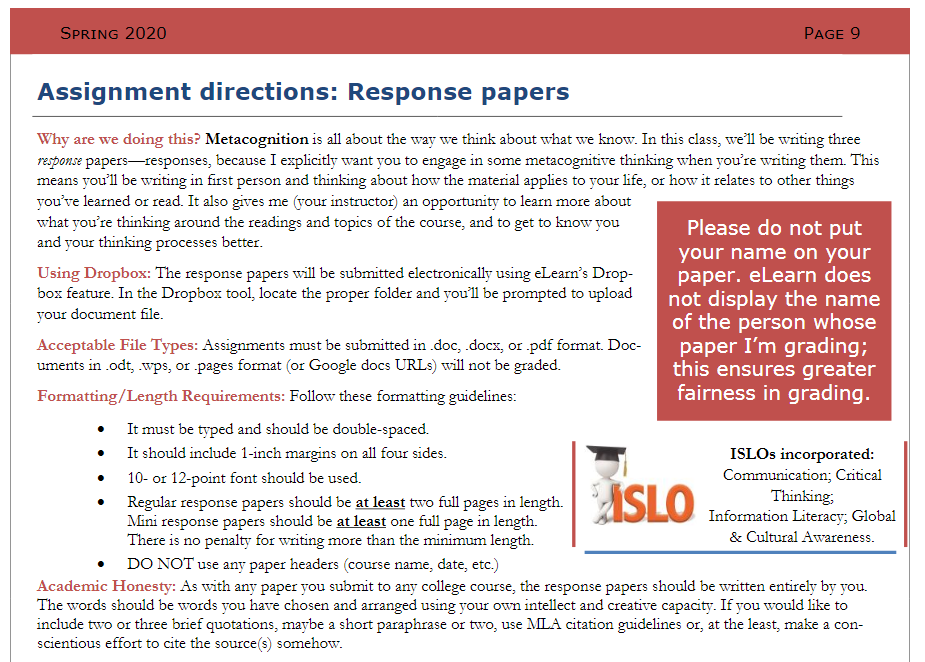 SPRING 2020
PAGE 9
Assignment directions: Response papers
Why are we doing this? Metacognition is all about the way we think about what we know. In this class, we'll be writing three
response papers—responses, because I explicitly want you to engage in some metacognitive thinking when you're writing them. This
means you'll be writing in first person and thinking about how the material applies to your life, or how it relates to other things
you've learned or read. It also gives me (your instructor) an opportunity to learn more about
what you're thinking around the readings and topics of the course, and to get to know you
and your thinking processes better.
Using Dropbox: The response papers will be submitted electronically using eLearn's Drop-
box feature. In the Dropbox tool, locate the proper folder and you'll be prompted to upload
your document file.
Acceptable File Types: Assignments must be submitted in .doc, .docx, or .pdf format. Doc-
uments in .odt, .wps, or .pages format (or Google docs URLs) will not be graded.
Formatting/Length Requirements: Follow these formatting guidelines:
• It must be typed and should be double-spaced.
• It should include 1-inch margins on all four sides.
• 10- or 12-point font should be used.
• Regular response papers should be at least two full pages in length.
Mini response papers should be at least one full page in length.
There is no penalty for writing more than the minimum length.
• DO NOT use any paper headers (course name, date, etc.)
Please do not put
your name on your
paper. eLearn does
not display the name
of the person whose
paper I'm grading;
this ensures greater
fairness in grading.
ISLO
ISLOs incorporated:
Communication; Critical
Thinking;
Information Literacy; Global
& Cultural Awareness.
Academic Honesty: As with any paper you submit to any college course, the response papers should be written entirely by you.
The words should be words you have chosen and arranged using your own intellect and creative capacity. If you would like to
include two or three brief quotations, maybe a short paraphrase or two, use MLA citation guidelines or, at the least, make a con-
scientious effort to cite the source(s) somehow.